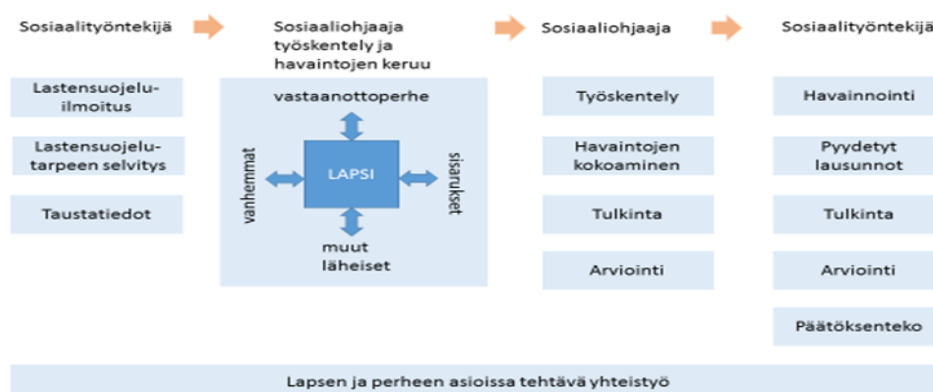 Sosiaalityöntekijä
Lastensuojelu-
ilmoitus
Lastensuojelu-
tarpeen selvitys
Taustatiedot
Sosiaaliohjaaja
työskentely ja
havaintojen keruu
vastaanottoperhe
vanhemmat
LAPSI
sisarukset
muut
läheiset
Sosiaaliohjaaja
Työskentely
Havaintojen
kokoaminen
Tulkinta
Arviointi
Sosiaalityöntekijä
Havainnointi
Pyydetyt
lausunnot
Tulkinta
Arviointi
Päätöksenteko
Lapsen ja perheen asioissa tehtävä yhteistyö